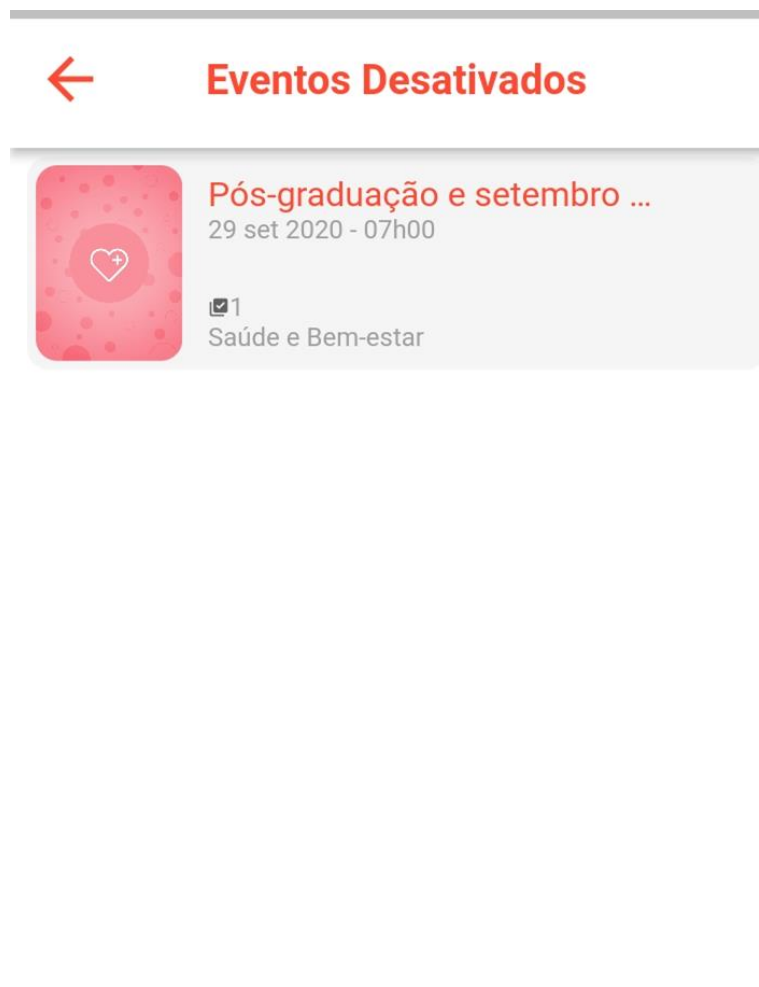 Eventos Desativados
Pós-graduação e setembro ...
29 set 2020 - 07h00
1
Saúde e Bem-estar